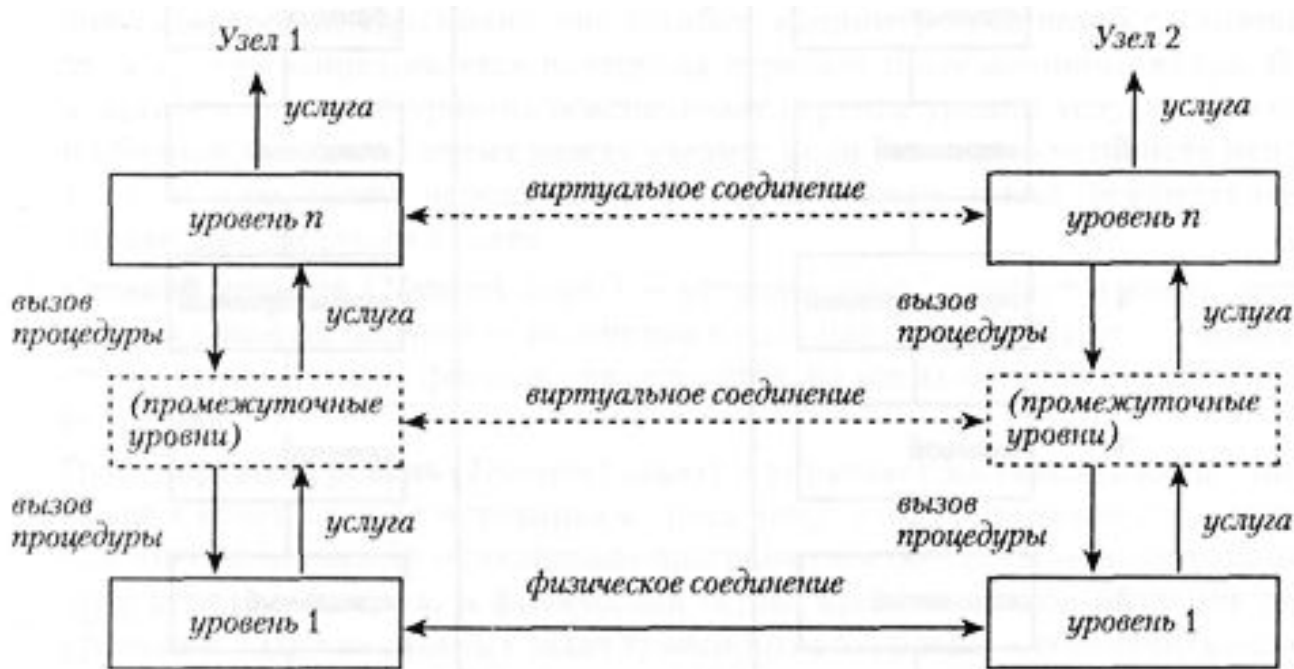 Узел 1
Узел 2
услуга
услуга
уровень n
виртуальное соединение
уровень n
вызов
процедуры
услуга
вызов
процедуры
услуга
(промежуточные
уровни)
виртуальное соединение
(промежуточные
уровни)
вызов
процедуры
услуга
вызов
процедуры
услуга
уровень 1
физическое соединение
уровень 1